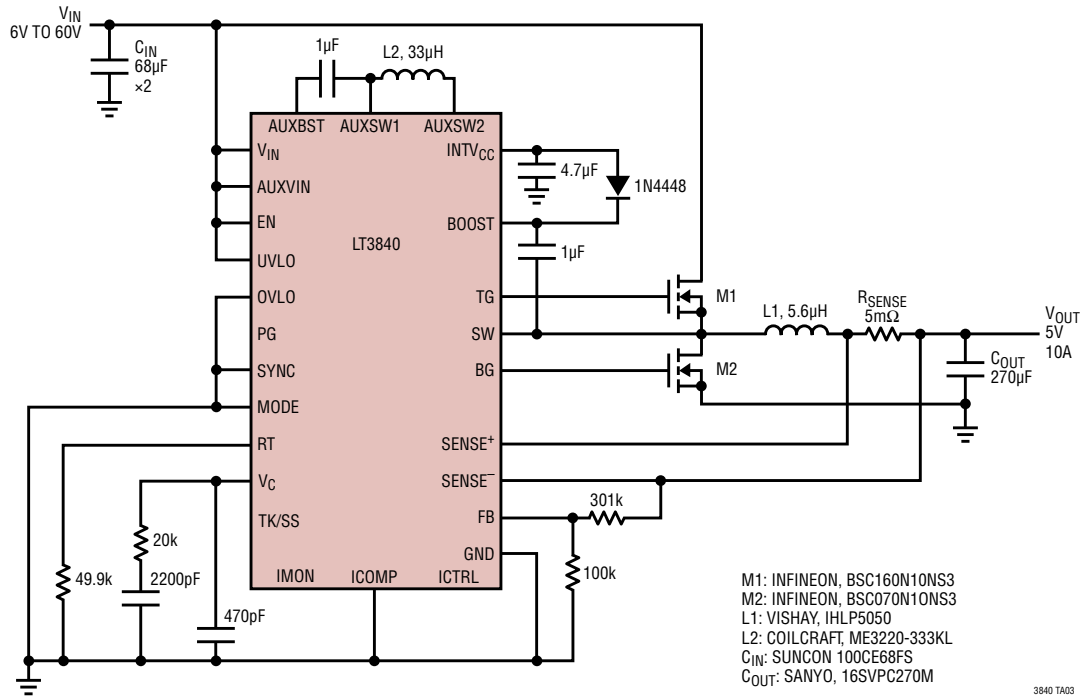 VIN
6V TO 60V
CIN
68µF
×2
1µF
L2, 33µH
AUXBST
AUXSW1
AUXSW2
VIN
AUXVIN
EN
UVLO
OVLO
PG
SYNC
MODE
RT
VC
TK/SS
IMON
ICOMP
ICTRL
LT3840
INTVCC
BOOST
TG
SW
BG
SENSE+
SENSE–
FB
GND
4.7µF
1N4448
1µF
M1
M2
L1, 5.6µH
RSENSE
5mΩ
VOUT
5V
10A
COUT
270µF
301k
100k
20k
49.9k
2200pF
470pF
M1: INFINEON, BSC160N10NS3
M2: INFINEON, BSC070N1ONS3
L1: VISHAY, IHLP5050
L2: COILCRAFT, ME3220-333KL
CIN: SUNCON 100CE68FS
COUT: SANYO, 16SVPC270M
3840 TA03